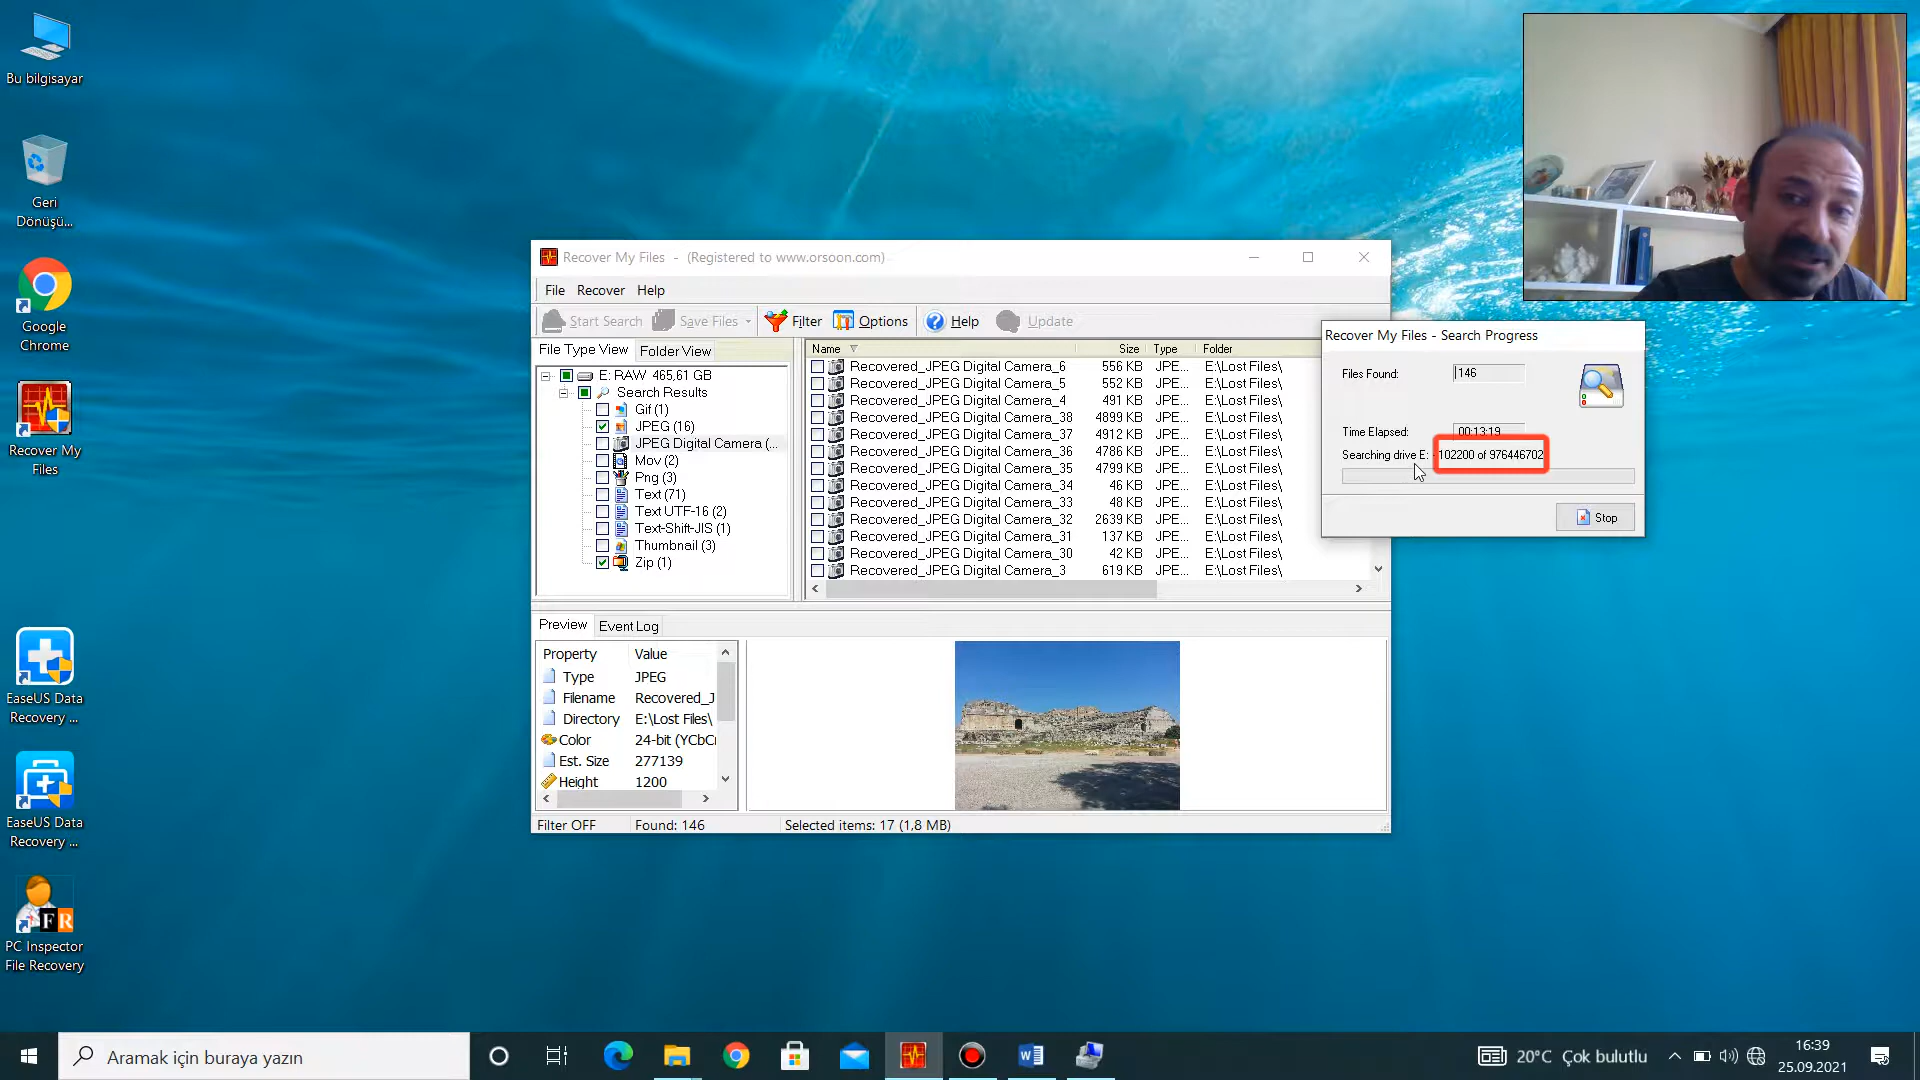 Bu bilgisayar
Geri
Dönüşü...
Google
Chrome
Recover My
Files
EaseUS Data
Recovery ...
EaseUS Data
Recovery ...
FR
PC Inspector
File Recovery
Recover My Files - (Registered to www.orsoon.com)
File Recover Help
Start Search Save Files Filter Options Help Update
File Type View Folder View
E: RAW 465,61 GB
Search Results
Gif (1)
JPEG (16)
JPEG Digital Camera (...
Mov (2)
Png (3)
Text (71)
Text UTF-16 (2)
Text-Shift-JIS (1)
Thumbnail (3)
Zip (1)
Name Size Type Folder
Recovered_JPEG Digital Camera_6 556 KB JPE... E:\Lost Files\
Recovered_JPEG Digital Camera_5 552 KB JPE... E:\Lost Files\
Recovered_JPEG Digital Camera_4 491 KB JPE... E:\Lost Files\
Recovered_JPEG Digital Camera_38 4899 KB JPE... E:\Lost Files\
Recovered_JPEG Digital Camera_37 4912 KB JPE... E:\Lost Files\
Recovered_JPEG Digital Camera_36 4855 KB JPE... E:\Lost Files\
Recovered_JPEG Digital Camera_35 4799 KB JPE... E:\Lost Files\
Recovered_JPEG Digital Camera_34 46 KB JPE... E:\Lost Files\
Recovered_JPEG Digital Camera_33 48 KB JPE... E:\Lost Files\
Recovered_JPEG Digital Camera_32 2639 KB JPE... E:\Lost Files\
Recovered_JPEG Digital Camera_31 137 KB JPE... E:\Lost Files\
Recovered_JPEG Digital Camera_30 42 KB JPE... E:\Lost Files\
Recovered_JPEG Digital Camera_3 619 KB JPE... E:\Lost Files\
Recover My Files - Search Progress
Files Found: 146
Time Elapsed: 00:13:19
Searching drive E: 102200 of 976446702
Stop
Preview Event Log
Property Value
Type JPEG
Filename Recovered_J
Directory E:\Lost Files\
Color 24-bit (YCbCr
Est. Size 277139
Height 1200
Filter OFF Found: 146 Selected items: 17 (1,8 MB)
Aramak için buraya yazın
20°C Çok bulutlu
16:39
25.09.2021